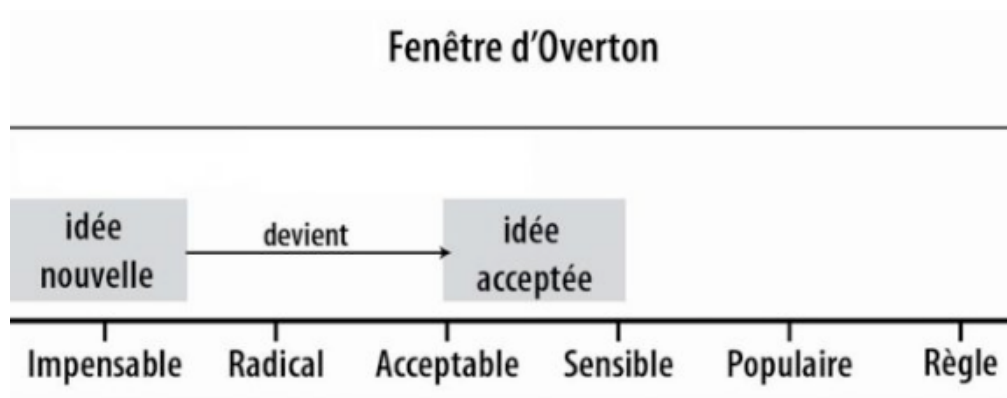 Fenêtre d'Overton
idée
nouvelle
devient
idée
acceptée
Impensable Radical Acceptable Sensible Populaire Règle